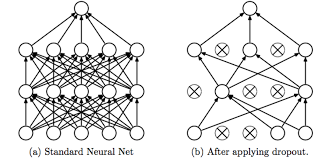 (a) Standard Neural Net
(b) After applying dropout.